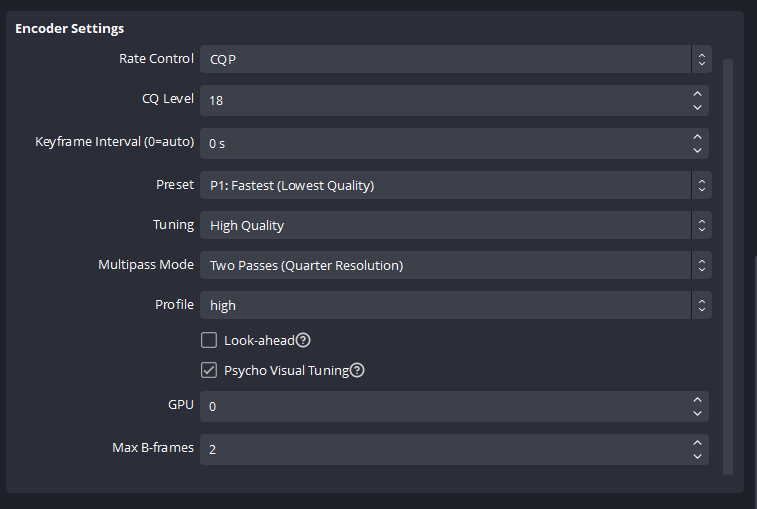 Encoder Settings
Rate Control CQP
CQ Level 18
Keyframe Interval (0=auto) 0 s
Preset P1: Fastest (Lowest Quality)
Tuning High Quality
Multipass Mode Two Passes (Quarter Resolution)
Profile high
Look-ahead
Psycho Visual Tuning
GPU 0
Max B-frames 2